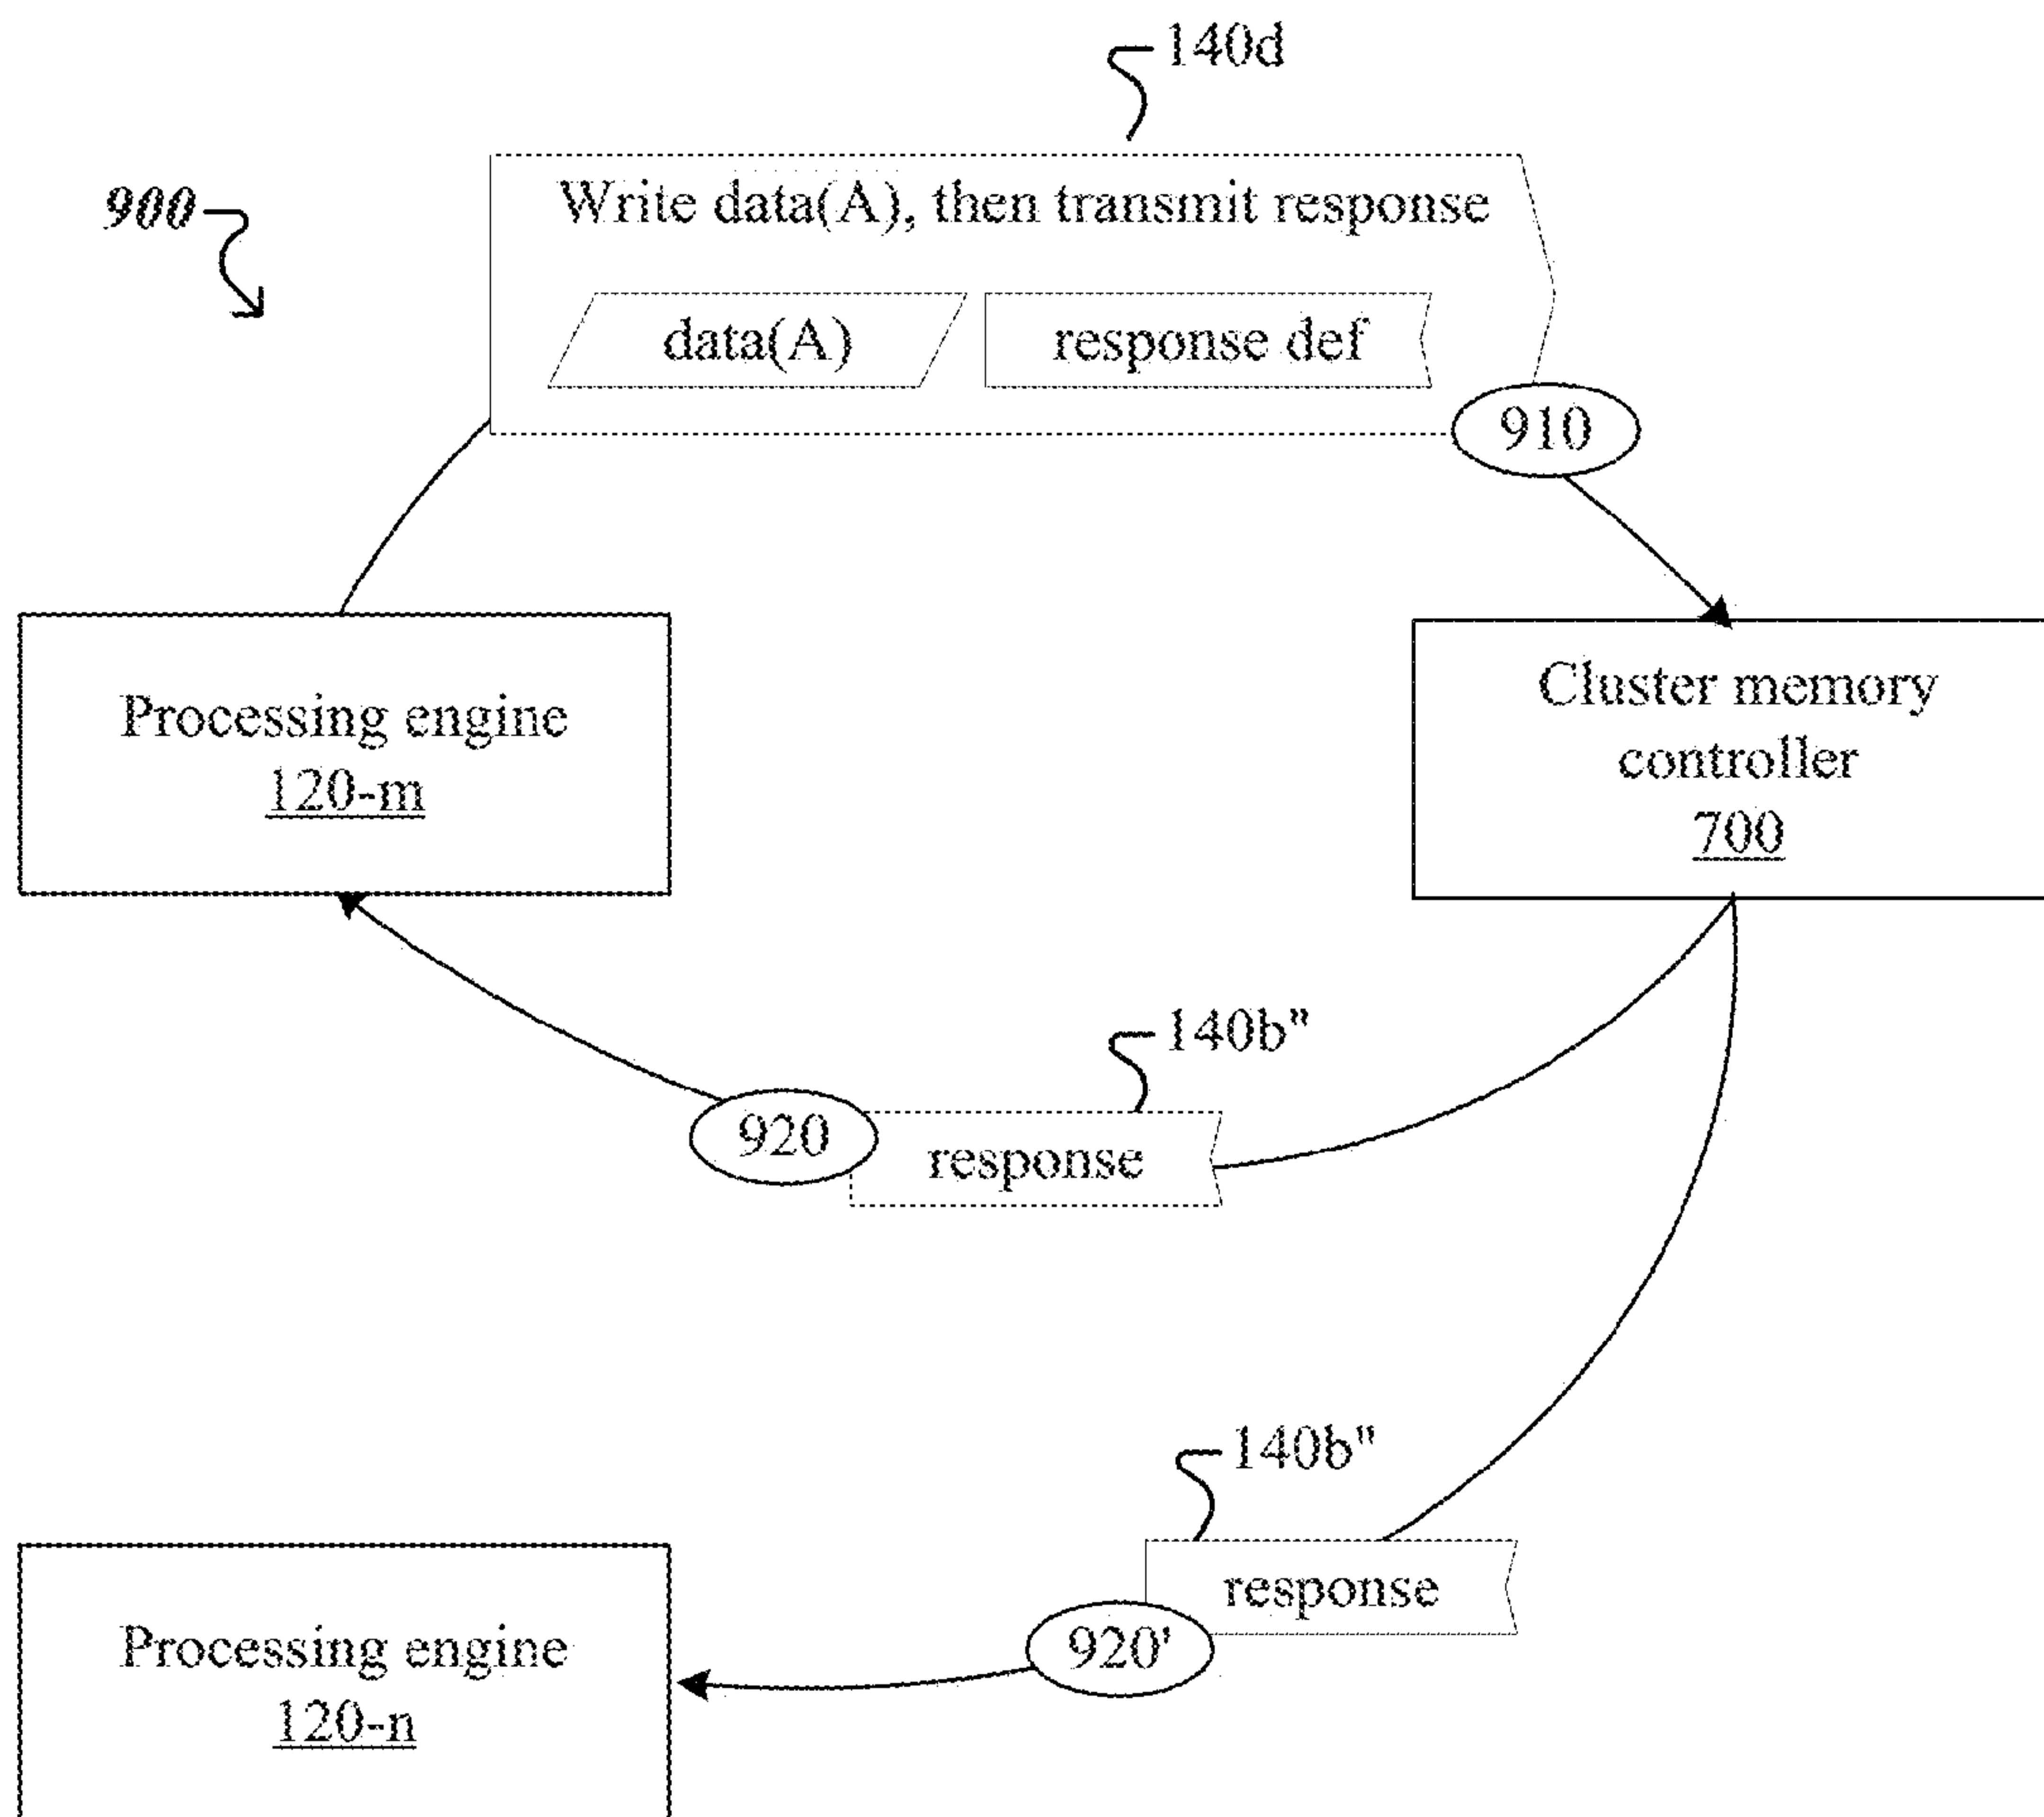 140d
900
Write data(A), then transmit response
data(A)
response def
910
Processing engine
120-m
Cluster memory
controller
700
140b"
920
response
140b"
response
920'
Processing engine
120-n